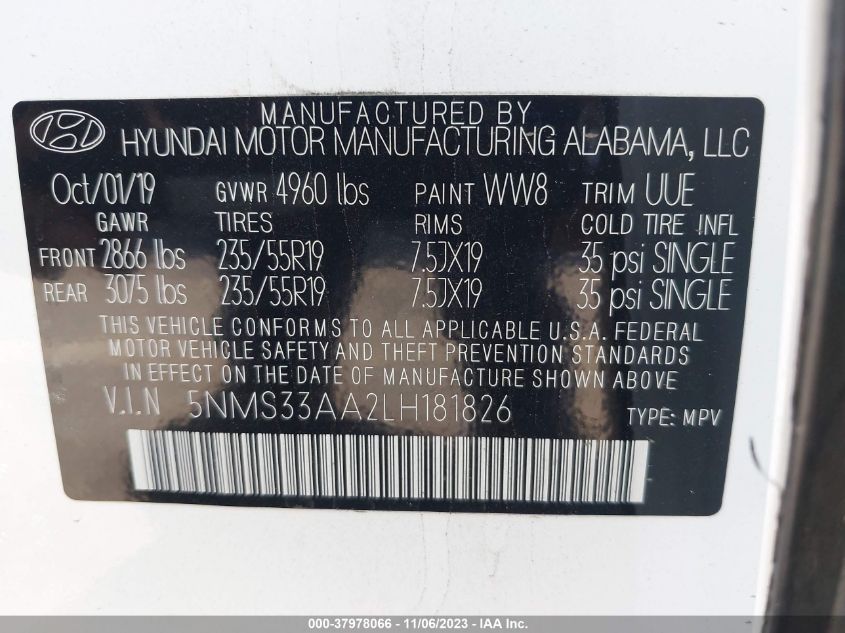 MANUFACTURED BY
HYUNDAI MOTOR MANUFACTURING ALABAMA, LLC
Oct/01/19 GVWR 4960 lbs PAINT WW8 TRIM UUE
GAWR TIRES RIMS COLD TIRE INFL
FRONT 2866 lbs 235/55R19 7.5JX19 35 psi SINGLE
REAR 3075 lbs 235/55R19 7.5JX19 35 psi SINGLE
THIS VEHICLE CONFORMS TO ALL APPLICABLE U.S.A. FEDERAL
MOTOR VEHICLE SAFETY AND THEFT PREVENTION STANDARDS
IN EFFECT ON THE DATE OF MANUFACTURE SHOWN ABOVE
V.I.N 5NMS33AA2LH181826 TYPE: MPV
000-37978066 - 11/06/2023 - IAA Inc.